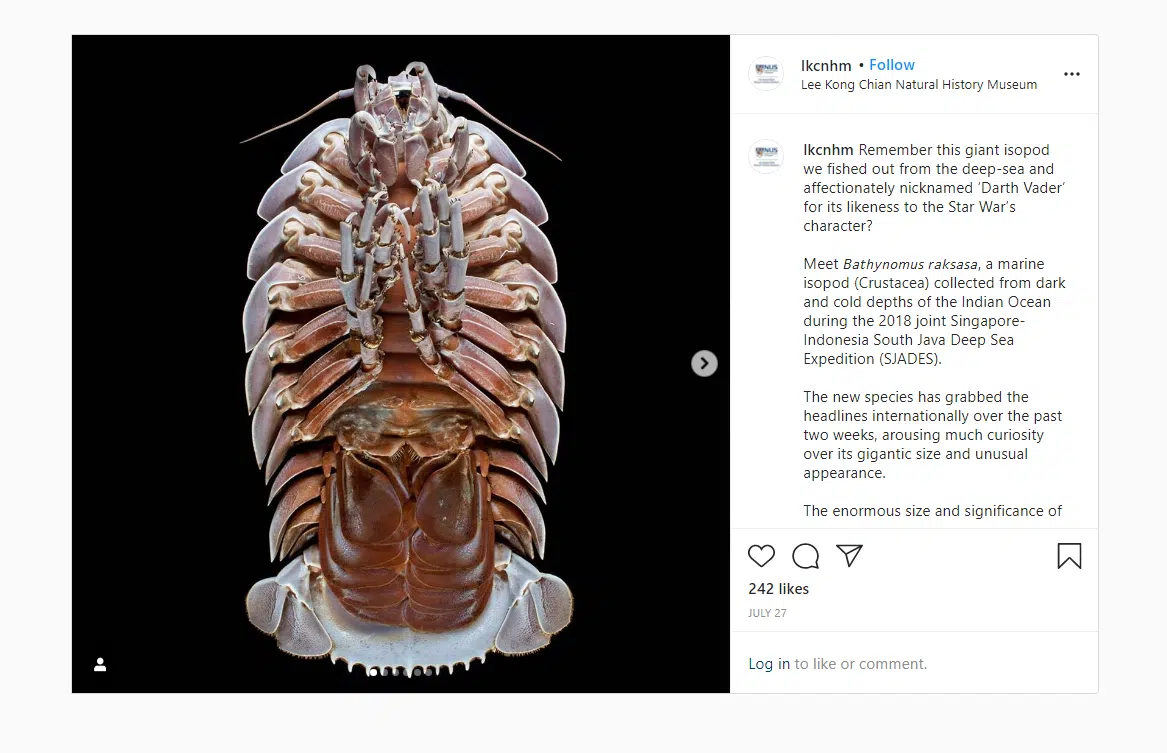 lkcnhm • Follow
Lee Kong Chian Natural History Museum
lkcnhm Remember this giant isopod
we fished out from the deep-sea and
affectionately nicknamed ‘Darth Vader’
for its likeness to the Star War’s
character?
Meet Bathynomus raksasa, a marine
isopod (Crustacea) collected from dark
and cold depths of the Indian Ocean
during the 2018 joint Singapore-
Indonesia South Java Deep Sea
Expedition (SJADES).
The new species has grabbed the
headlines internationally over the past
two weeks, arousing much curiosity
over its gigantic size and unusual
appearance.
The enormous size and significance of
242 likes
JULY 27
Log in to like or comment.